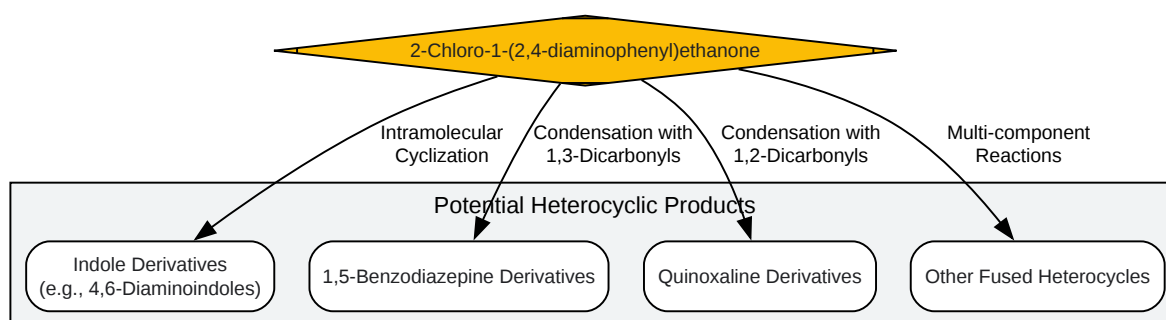 2-Chloro-1-(2,4-diaminophenyl)ethanone
Intramolecular
Cyclization
Condensation with
1,3-Dicarbonyls
Condensation with
1,2-Dicarbonyls
Multi-component
Reactions
Potential Heterocyclic Products
Indole Derivatives
(e.g., 4,6-Diaminoindoles)
1,5-Benzodiazepine Derivatives
Quinoxaline Derivatives
Other Fused Heterocycles